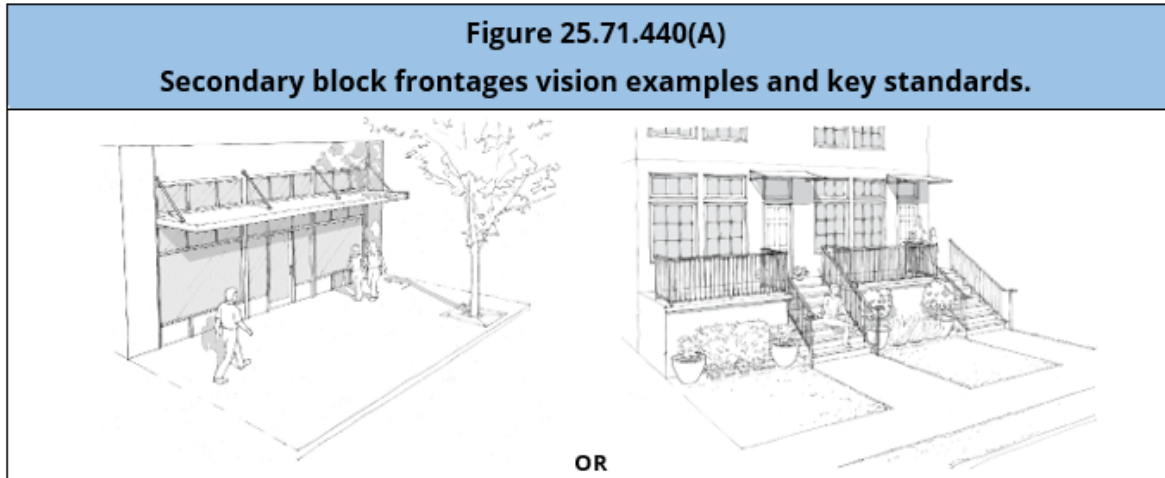 Figure 25.71.440(A)
Secondary block frontages vision examples and key standards.
OR